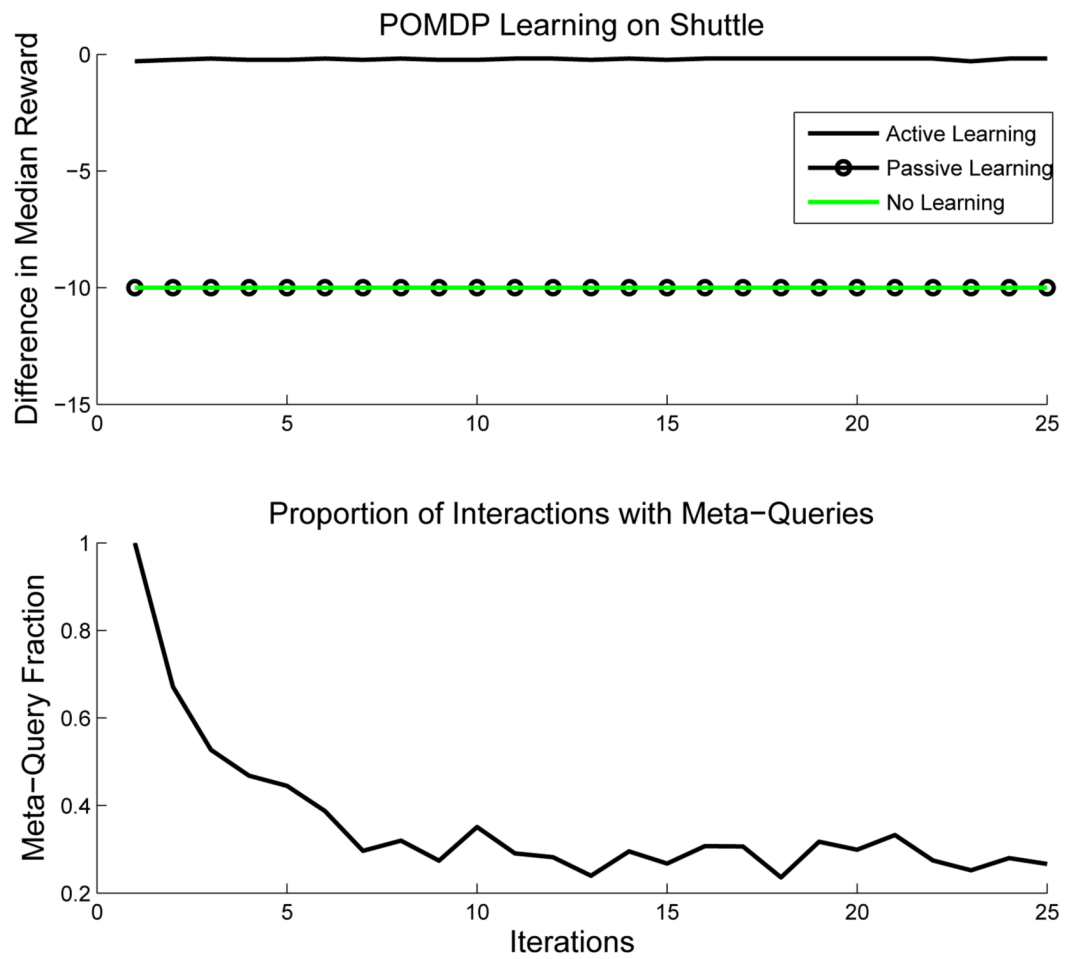 POMDP Learning on Shuttle
Difference in Median Reward
0
−5
−10
−15
0 5 10 15 20 25
Active Learning
Passive Learning
No Learning
Proportion of Interactions with Meta−Queries
Meta−Query Fraction
1
0.8
0.6
0.4
0.2
0 5 10 15 20 25
Iterations